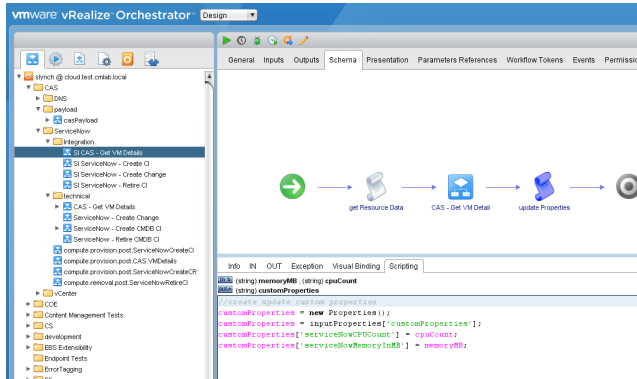 vmware vRealize Orchestrator Design
General Inputs Outputs Schema Presentation Parameters References Workflow Tokens Events Permissio
slynch @ cloud.test.cmlab.local
CAS
DNS
payload
casPayload
ServiceNow
Integration
SI CAS - Get VM Details
SI ServiceNow - Create CI
SI ServiceNow - Create Change
SI ServiceNow - Retire CI
technical
CAS - Get VM Details
ServiceNow - Create Change
ServiceNow - Create CMDB CI
ServiceNow - Retire CMDB CI
compute.provision.post.ServiceNowCreateCI
compute.provision.post.CAS.VMDetails
compute.provision.post.ServiceNowCreateCR
compute.removal.post.ServiceNowRetireCI
vCenter
COE
Content Management Tests
CS
development
EBS Extensibility
Endpoint Tests
ErrorTagging
get Resource Data CAS - Get VM Detail update Properties
Info IN OUT Exception Visual Binding Scripting
IN 5 (string) memoryMB , (string) cpuCount
(string) customProperties
//create update custom properties
customProperties = new Properties();
customProperties = inputProperties['customProperties'];
customProperties['serviceNowCPUCount'] = cpuCount;
customProperties['serviceNowMemoryInMB'] = memoryMB;